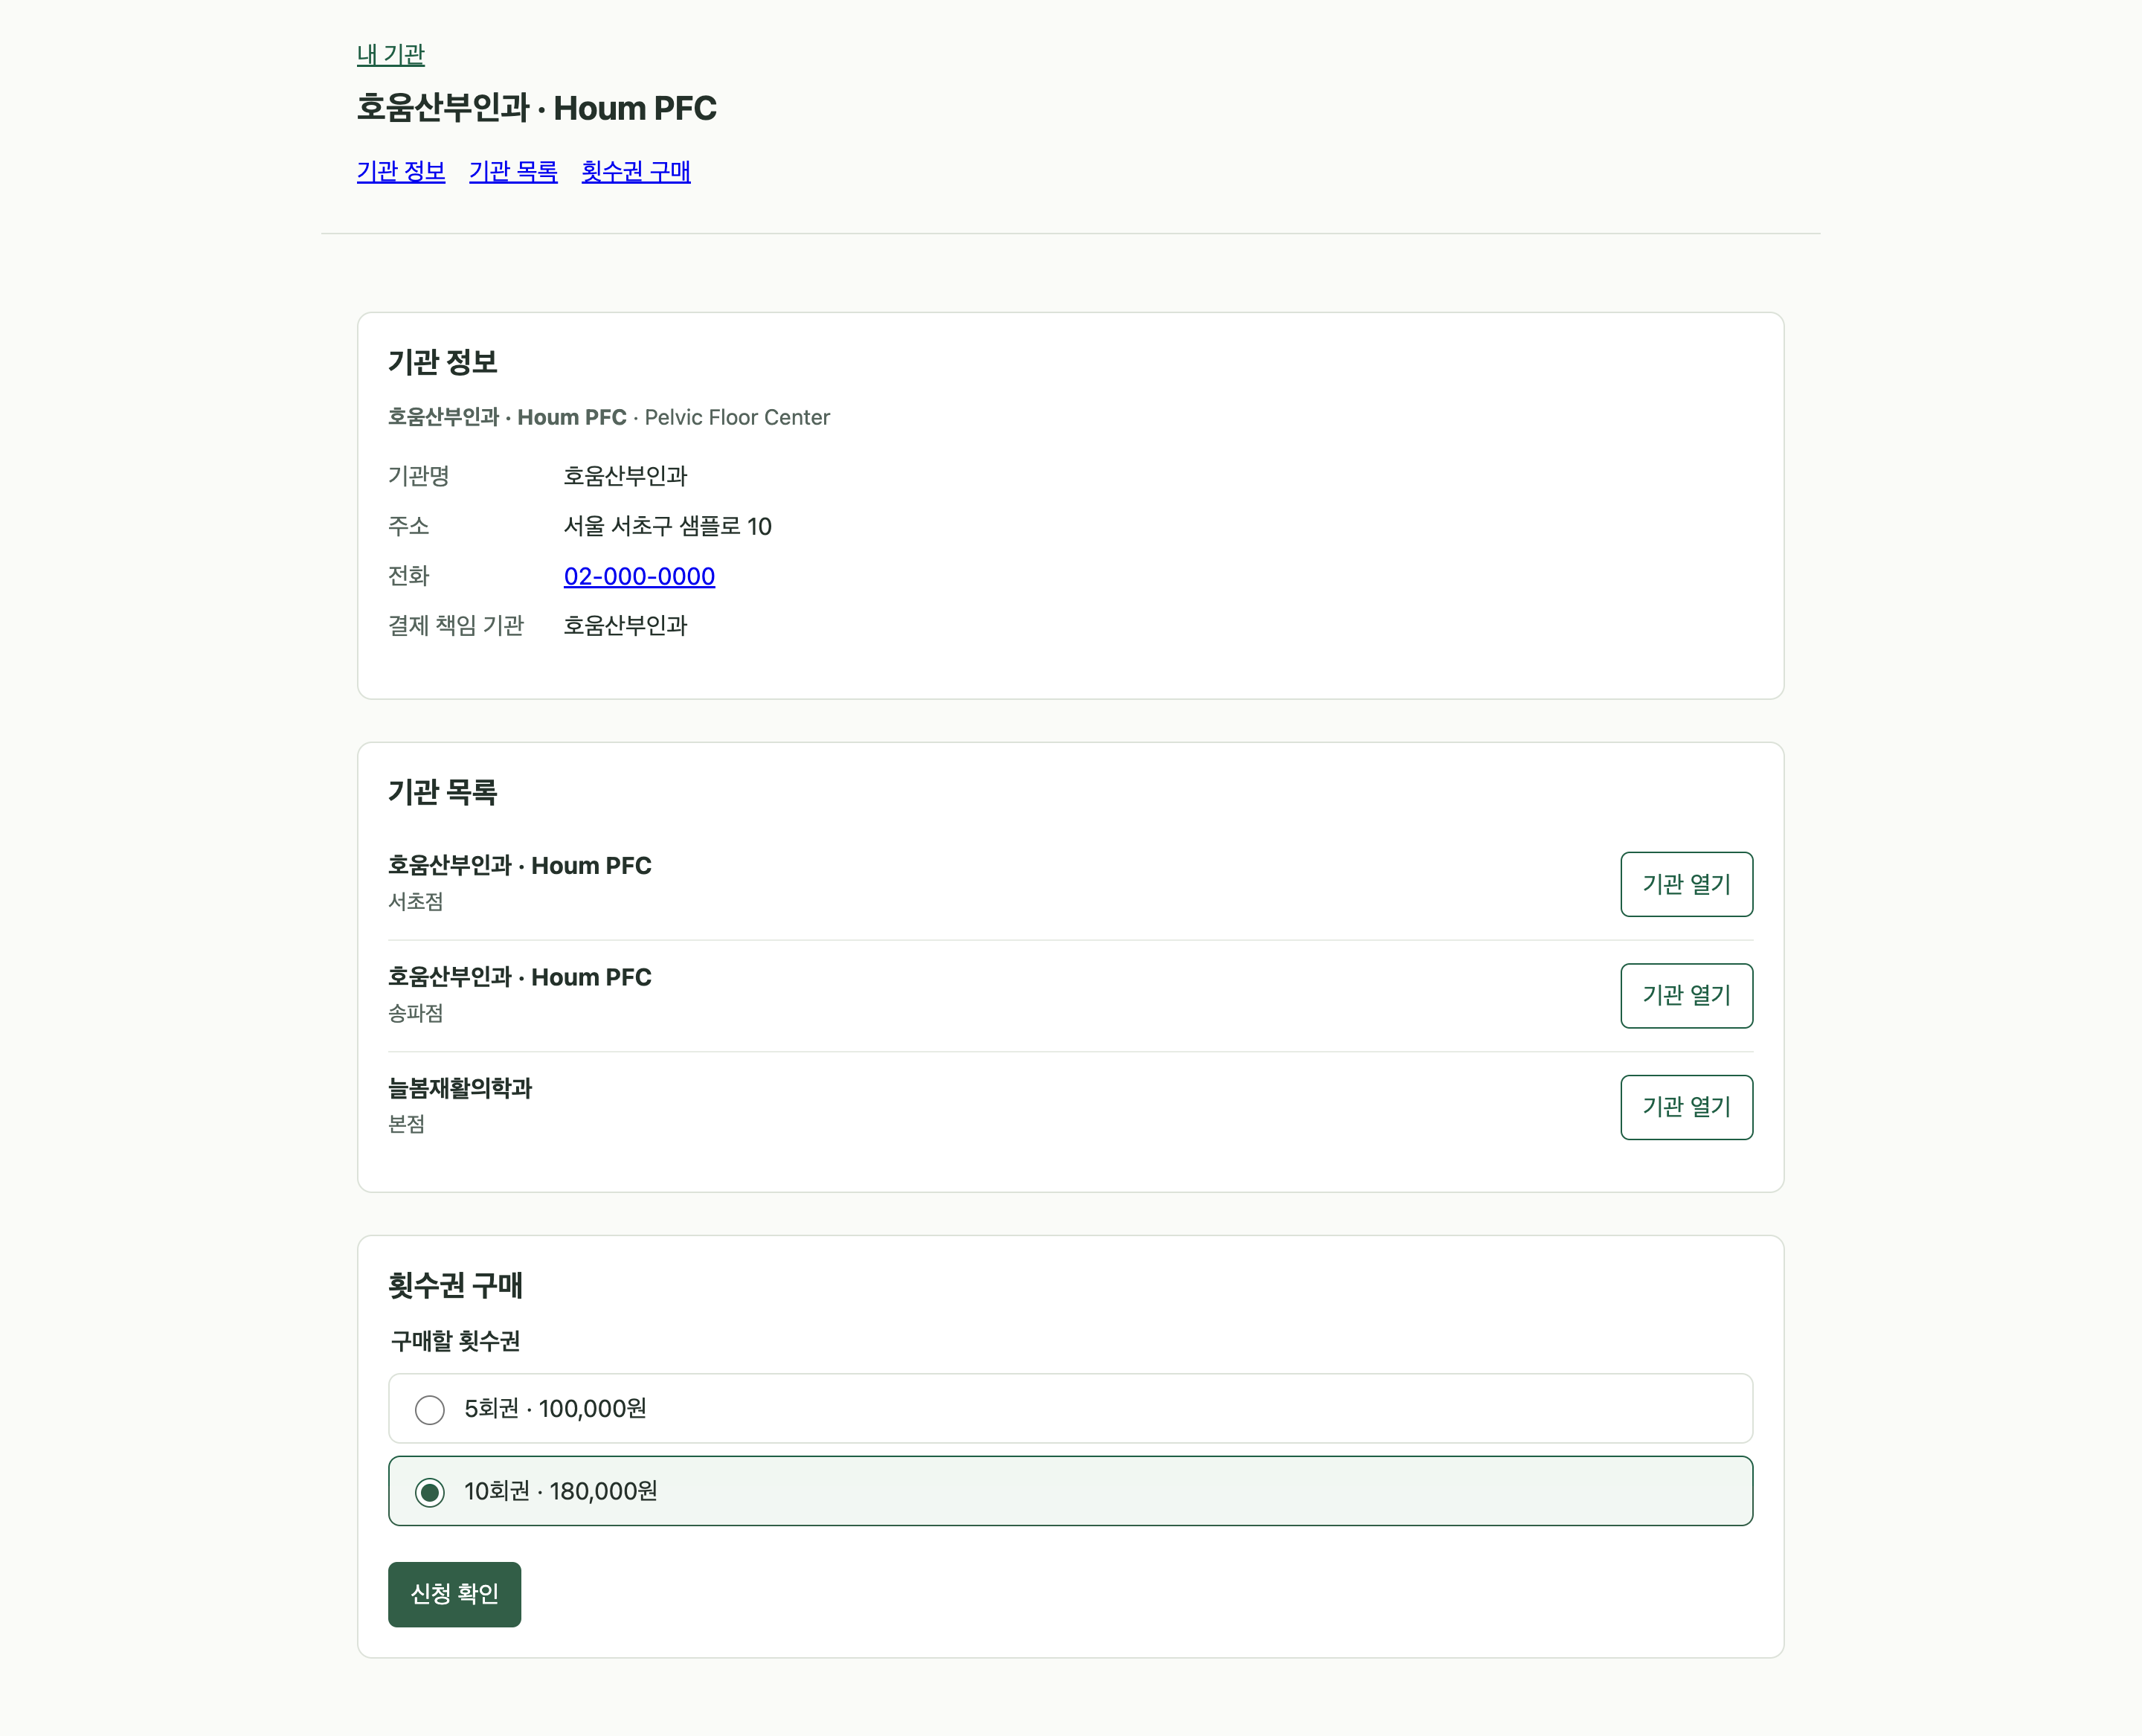 내 기관
호움산부인과 · Houm PFC
기관 정보 기관 목록 횟수권 구매
기관 정보
호움산부인과 · Houm PFC · Pelvic Floor Center
기관명 호움산부인과
주소 서울 서초구 샘플로 10
전화 02-000-0000
결제 책임 기관 호움산부인과
기관 목록
호움산부인과 · Houm PFC
서초점
기관 열기
호움산부인과 · Houm PFC
송파점
기관 열기
늘봄재활의학과
본점
기관 열기
횟수권 구매
구매할 횟수권
5회권 · 100,000원
10회권 · 180,000원
신청 확인